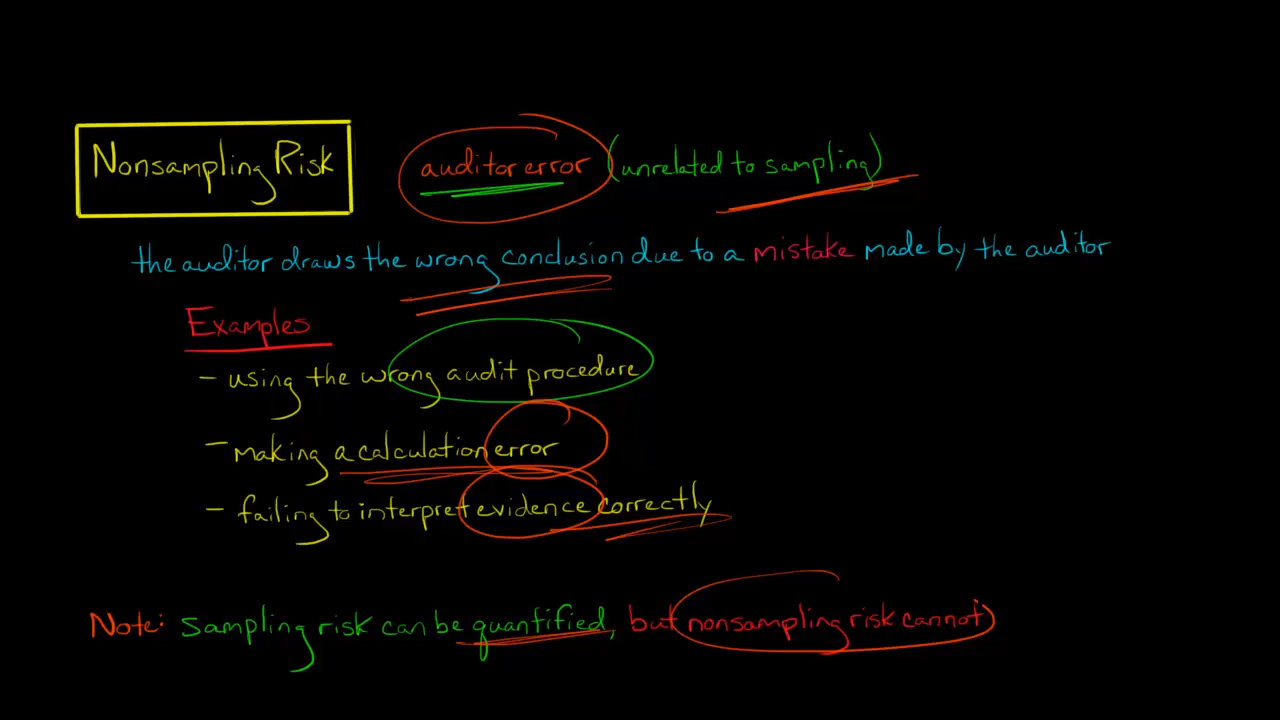 Nonsampling Risk auditor error (unrelated to sampling)
the auditor draws the wrong conclusion due to a mistake made by the auditor
Examples
- using the wrong audit procedure
- making a calculation error
- failing to interpret evidence correctly
Note: Sampling risk can be quantified, but nonsampling risk cannot